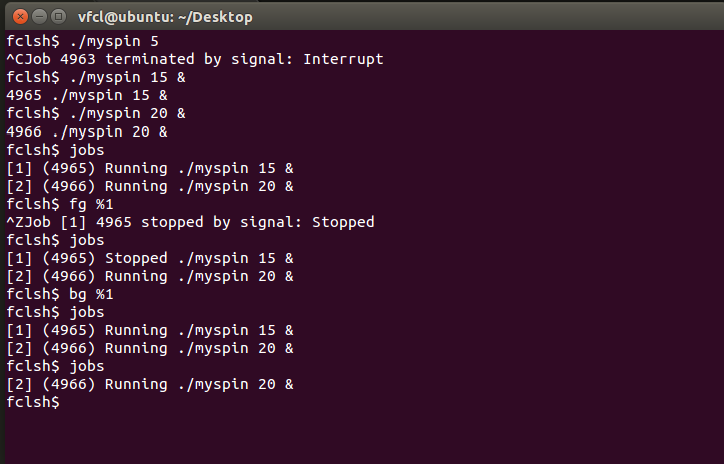 vfcl@ubuntu: ~/Desktop
fclsh$ ./myspin 5
^CJob 4963 terminated by signal: Interrupt
fclsh$ ./myspin 15 &
4965 ./myspin 15 &
fclsh$ ./myspin 20 &
4966 ./myspin 20 &
fclsh$ jobs
[1] (4965) Running ./myspin 15 &
[2] (4966) Running ./myspin 20 &
fclsh$ fg %1
^ZJob [1] 4965 stopped by signal: Stopped
fclsh$ jobs
[1] (4965) Stopped ./myspin 15 &
[2] (4966) Running ./myspin 20 &
fclsh$ bg %1
fclsh$ jobs
[1] (4965) Running ./myspin 15 &
[2] (4966) Running ./myspin 20 &
fclsh$ jobs
[2] (4966) Running ./myspin 20 &
fclsh$